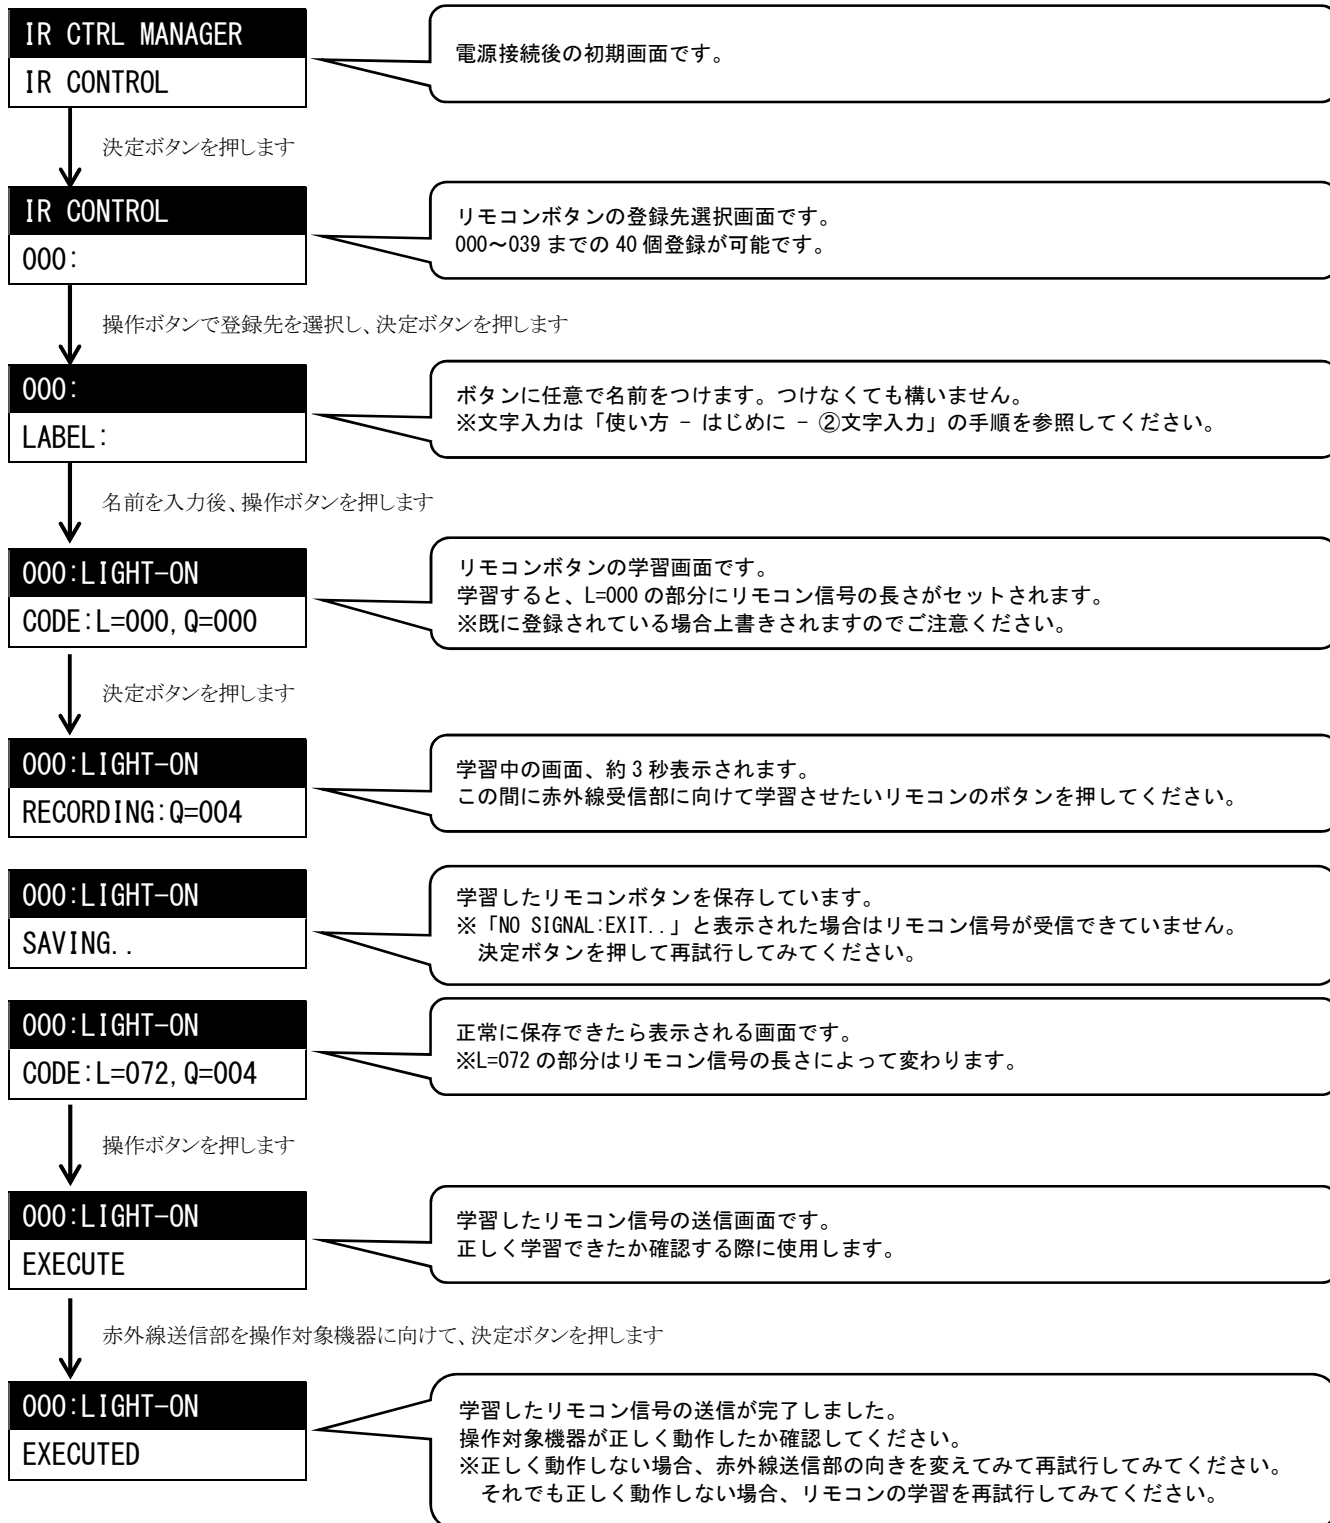 IR CTRL MANAGER
IR CONTROL
電源接続後の初期画面です。
決定ボタンを押します
IR CONTROL
000:
リモコンボタンの登録先選択画面です。
000～039 までの 40 個登録が可能です。
操作ボタンで登録先を選択し、決定ボタンを押します
000:
LABEL:
ボタンに任意で名前をつけます。つけなくても構いません。
※文字入力は「使い方 － はじめに － ②文字入力」の手順を参照してください。
名前を入力後、操作ボタンを押します
000:LIGHT-ON
CODE:L=000,Q=000
リモコンボタンの学習画面です。
学習すると、L=000 の部分にリモコン信号の長さがセットされます。
※既に登録されている場合上書きされますのでご注意ください。
決定ボタンを押します
000:LIGHT-ON
RECORDING:Q=004
学習中の画面、約 3 秒表示されます。
この間に赤外線受信部に向けて学習させたいリモコンのボタンを押してください。
000:LIGHT-ON
SAVING..
学習したリモコンボタンを保存しています。
※「NO SIGNAL:EXIT..」と表示された場合はリモコン信号が受信できていません。
決定ボタンを押して再試行してみてください。
000:LIGHT-ON
CODE:L=072,Q=004
正常に保存できたら表示される画面です。
※L=072 の部分はリモコン信号の長さによって変わります。
操作ボタンを押します
000:LIGHT-ON
EXECUTE
学習したリモコン信号の送信画面です。
正しく学習できたか確認する際に使用します。
赤外線送信部を操作対象機器に向けて、決定ボタンを押します
000:LIGHT-ON
EXECUTED
学習したリモコン信号の送信が完了しました。
操作対象機器が正しく動作したか確認してください。
※正しく動作しない場合、赤外線送信部の向きを変えてみて再試行してみてください。
それでも正しく動作しない場合、リモコンの学習を再試行してみてください。